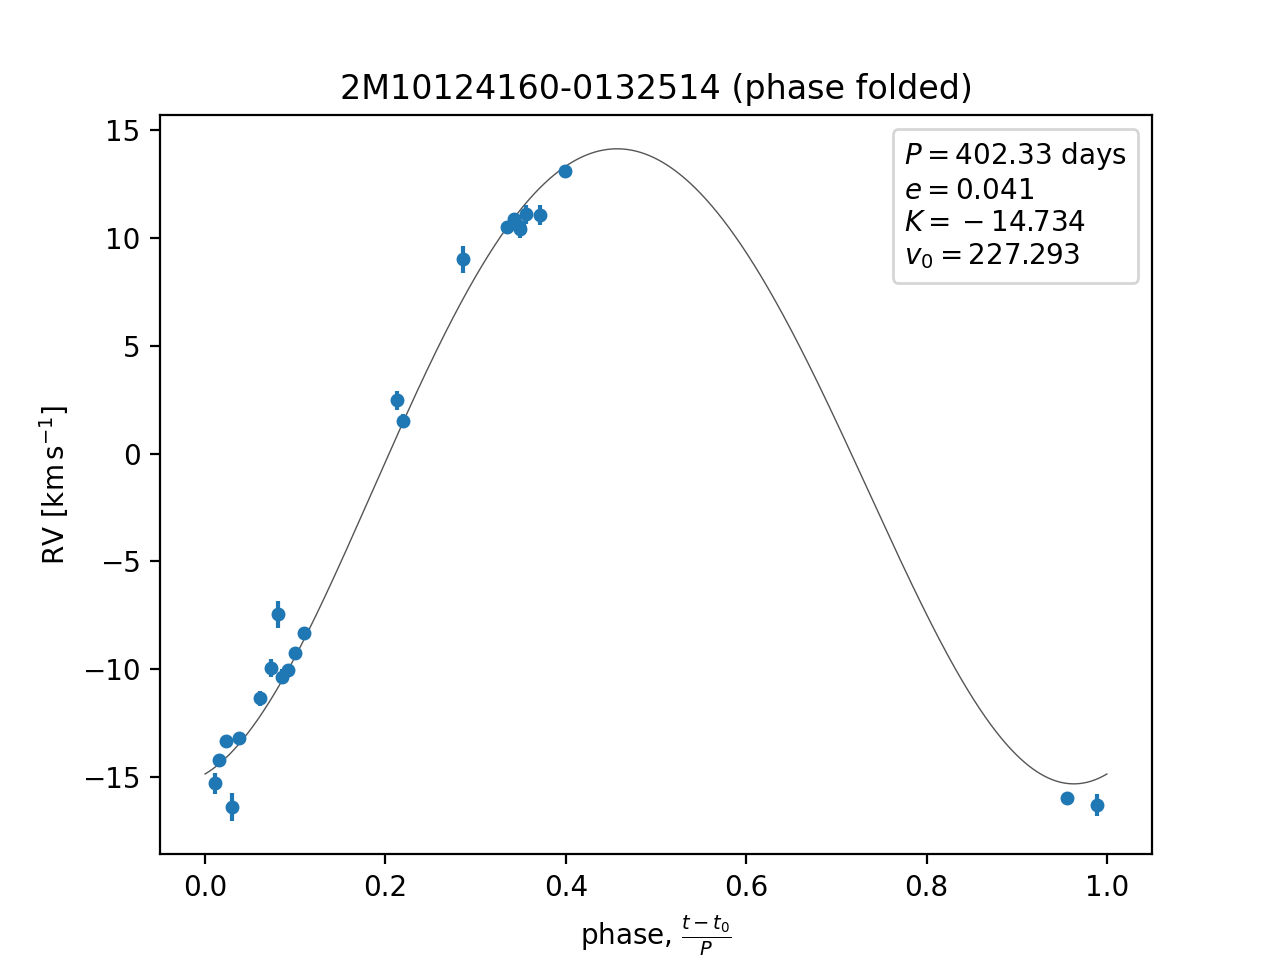 2M10124160-0132514 (phase folded)
P = 402.33 days
e = 0.041
K = −14.734
v₀ = 227.293
15
10
5
0
−5
−10
−15
RV [km s⁻¹]
0.0 0.2 0.4 0.6 0.8 1.0
phase, (t − t₀)/P